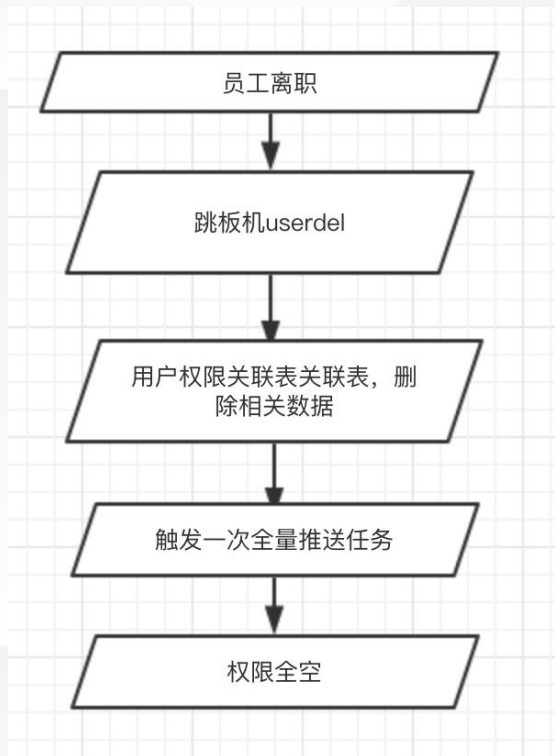 员工离职
跳板机userdel
用户权限关联表关联表，删
除相关数据
触发一次全量推送任务
权限全空